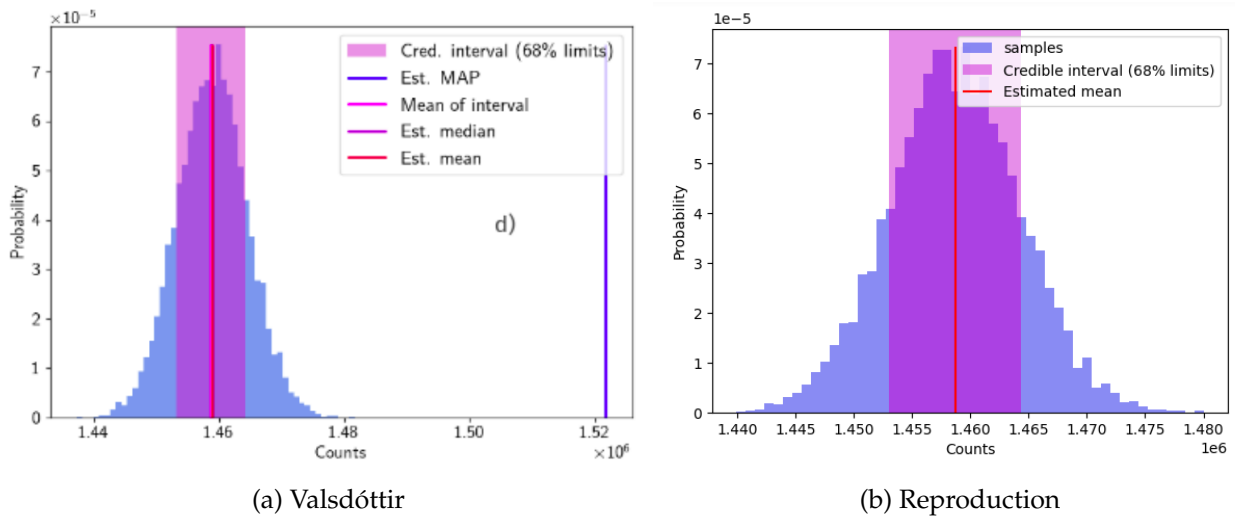 ×10⁻⁵
7
6
5
4
3
2
1
0
Probability
1.44
1.46
1.48
1.50
1.52
Counts
×10⁶
Cred. interval (68% limits)
Est. MAP
Mean of interval
Est. median
Est. mean
d)
(a) Valsdóttir
1e-5
7
6
5
4
3
2
1
0
Probability
1.440
1.445
1.450
1.455
1.460
1.465
1.470
1.475
1.480
Counts
1e6
samples
Credible interval (68% limits)
Estimated mean
(b) Reproduction